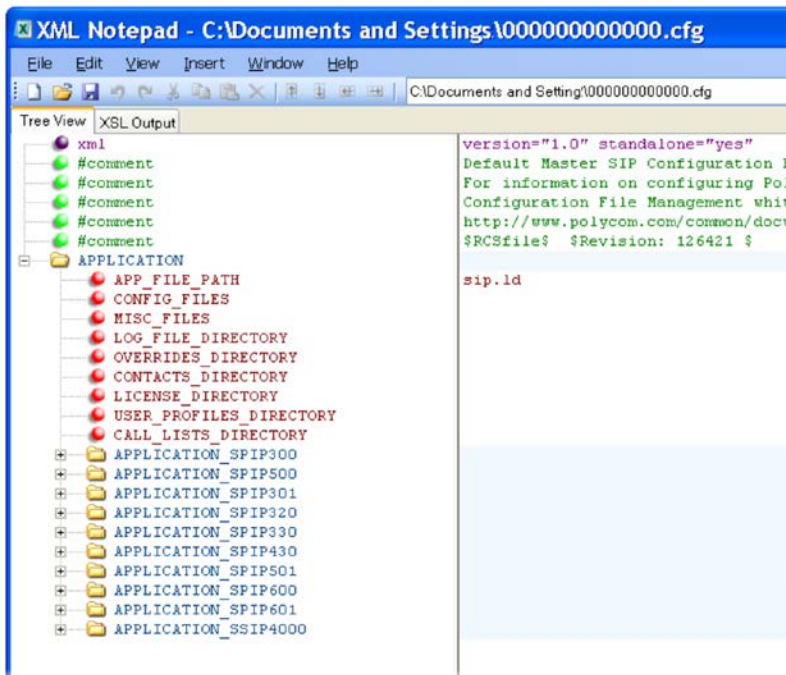 XML Notepad - C:\Documents and Settings\000000000000.cfg
File Edit View Insert Window Help
C:\Documents and Setting\000000000000.cfg
Tree View XSL Output
xml version="1.0" standalone="yes"
#comment Default Master SIP Configuration
#comment For information on configuring Pol
#comment Configuration File Management whit
#comment http://www.polycom.com/common/docu
#comment $RCSfile$ $Revision: 126421 $
APPLICATION
APP_FILE_PATH sip.ld
CONFIG_FILES
MISC_FILES
LOG_FILE_DIRECTORY
OVERRIDES_DIRECTORY
CONTACTS_DIRECTORY
LICENSE_DIRECTORY
USER_PROFILES_DIRECTORY
CALL_LISTS_DIRECTORY
APPLICATION_SPIP300
APPLICATION_SPIP500
APPLICATION_SPIP301
APPLICATION_SPIP320
APPLICATION_SPIP330
APPLICATION_SPIP430
APPLICATION_SPIP501
APPLICATION_SPIP600
APPLICATION_SPIP601
APPLICATION_SSIP4000